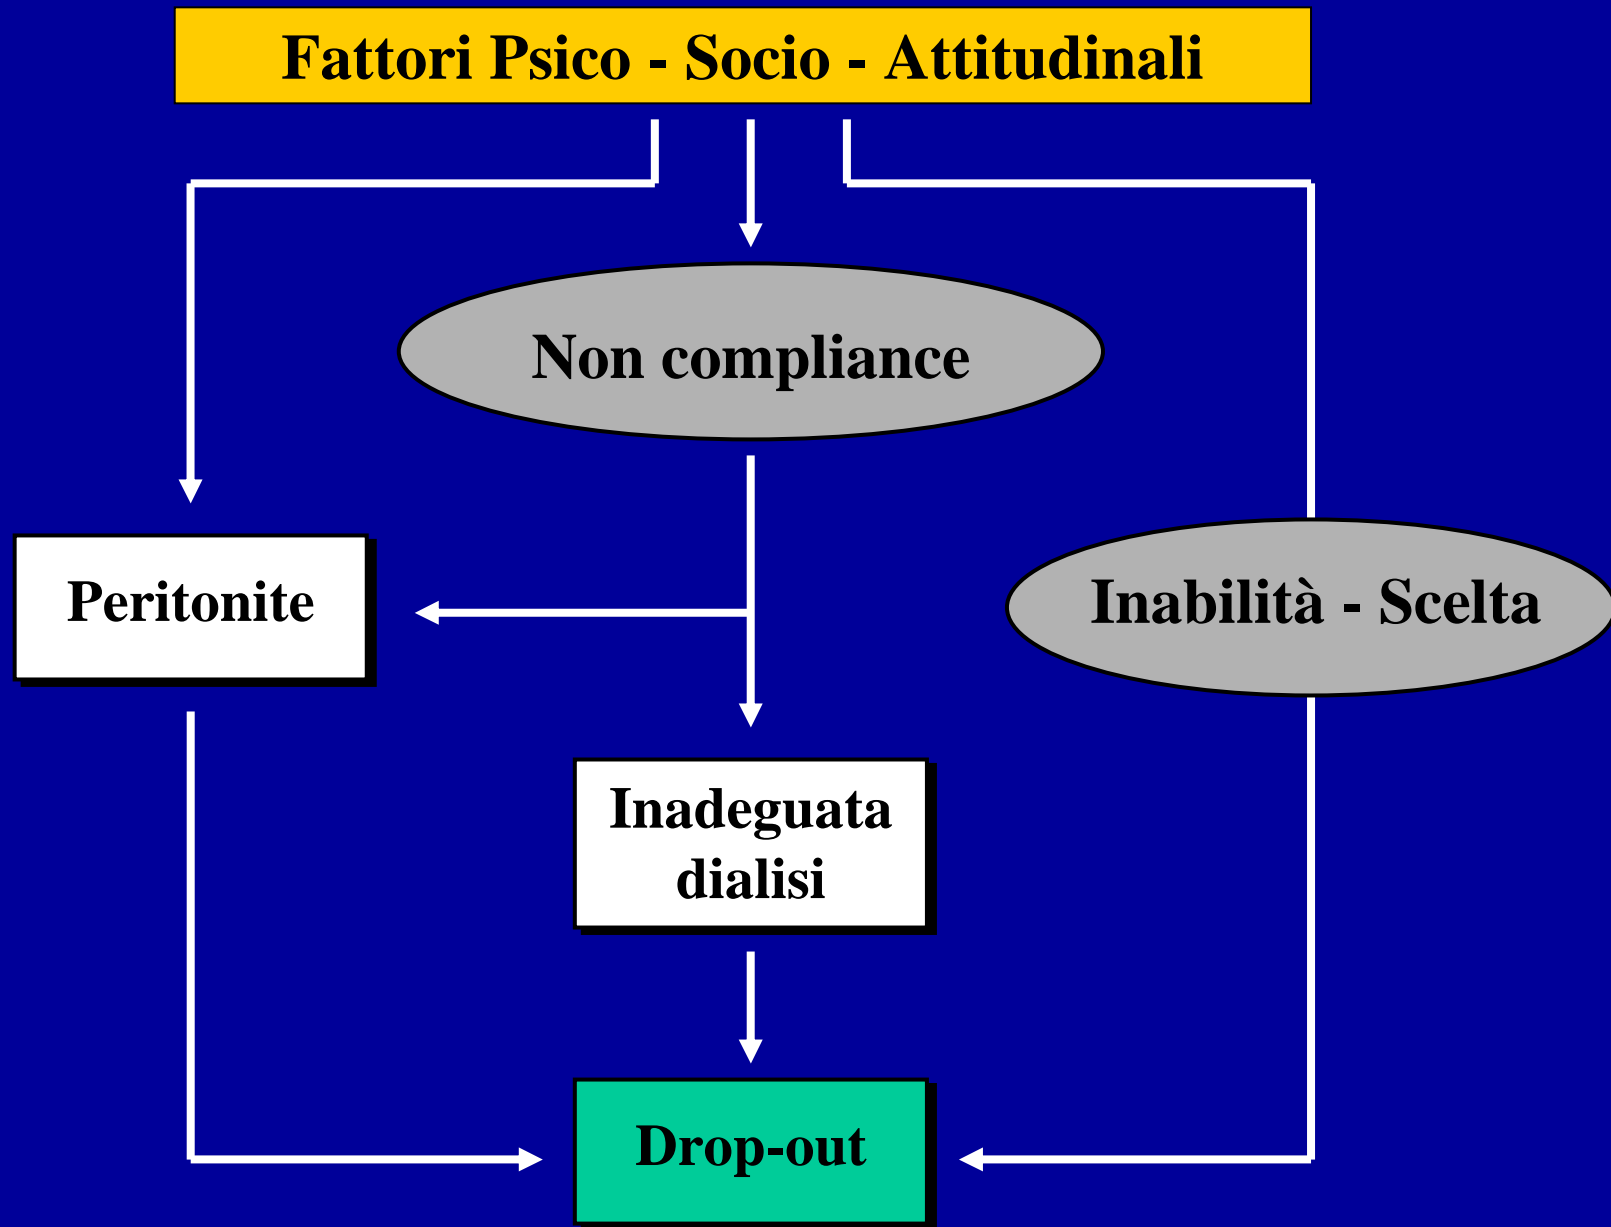 Fattori Psico - Socio - Attitudinali
Non compliance
Peritonite
Inabilità - Scelta
Inadeguata
dialisi
Drop-out